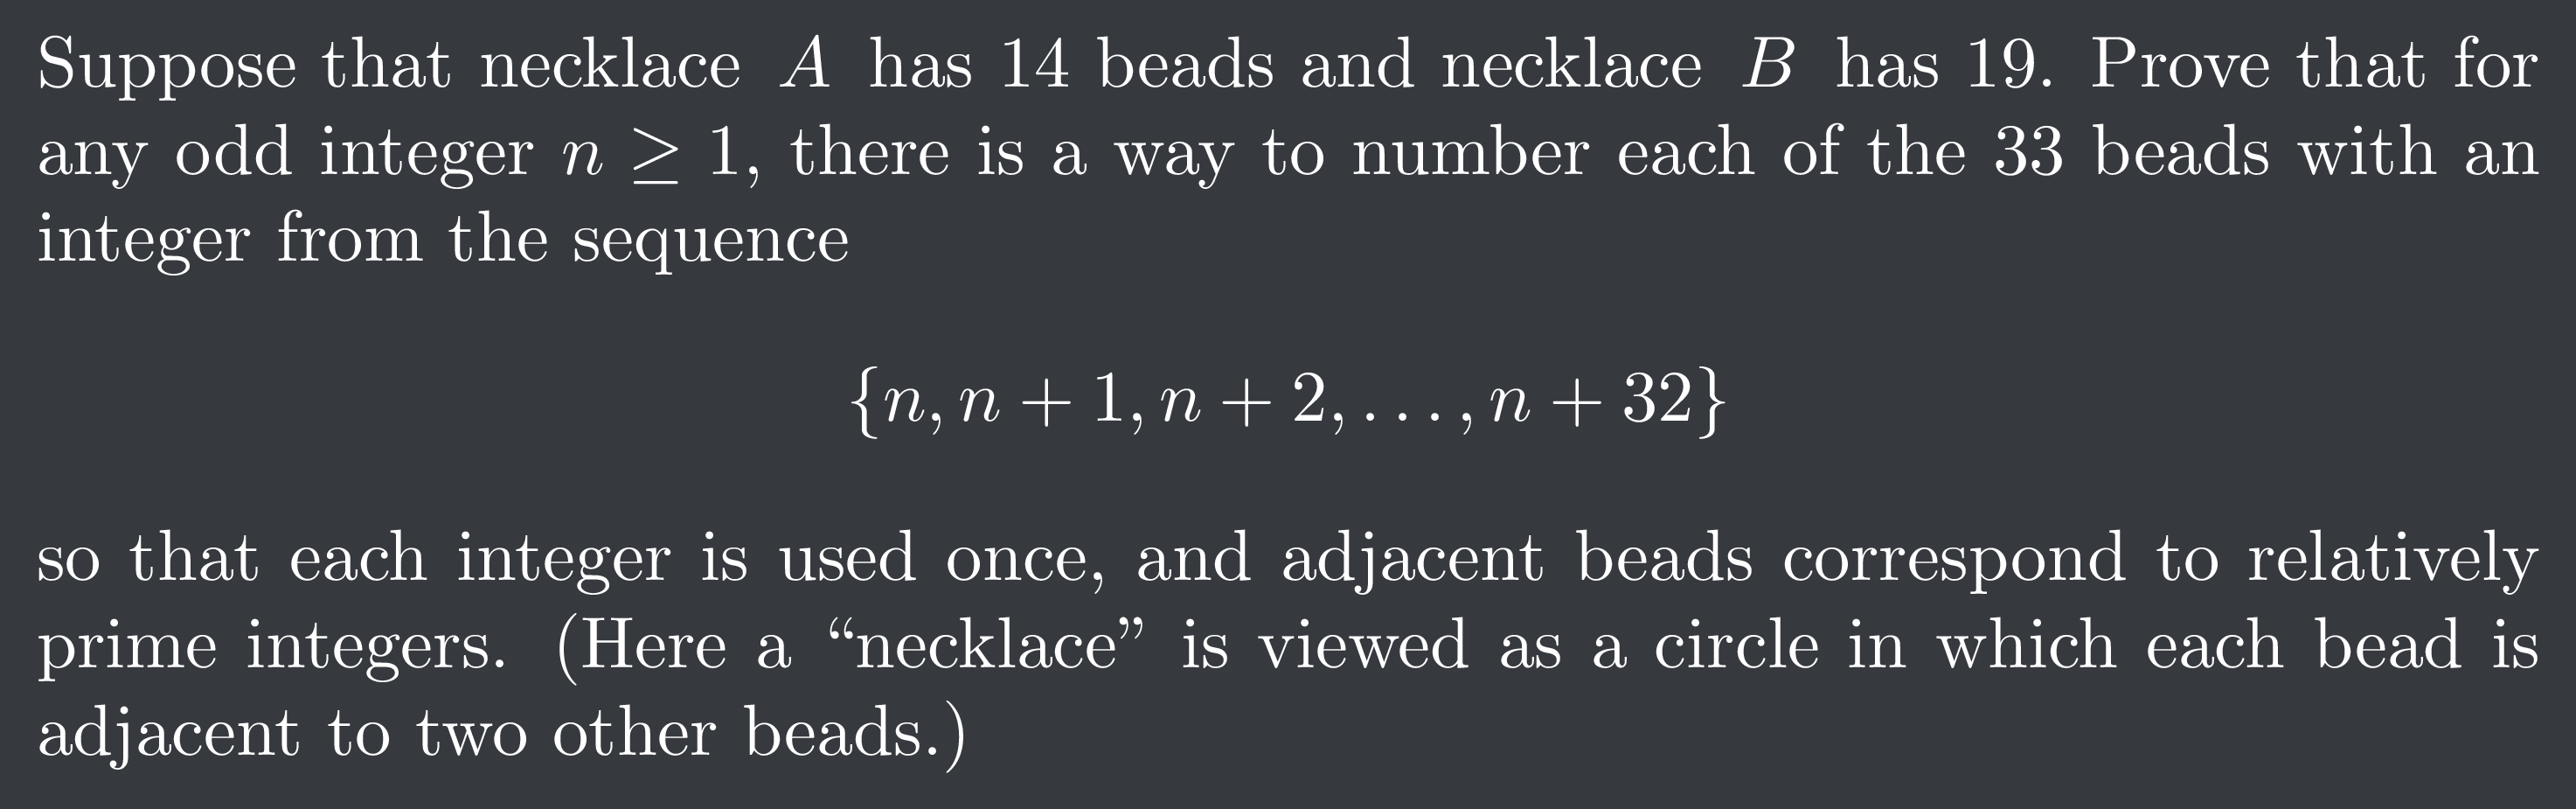 Suppose that necklace A has 14 beads and necklace B has 19. Prove that for
any odd integer n ≥ 1, there is a way to number each of the 33 beads with an
integer from the sequence
{n, n + 1, n + 2, . . . , n + 32}
so that each integer is used once, and adjacent beads correspond to relatively
prime integers. (Here a “necklace” is viewed as a circle in which each bead is
adjacent to two other beads.)